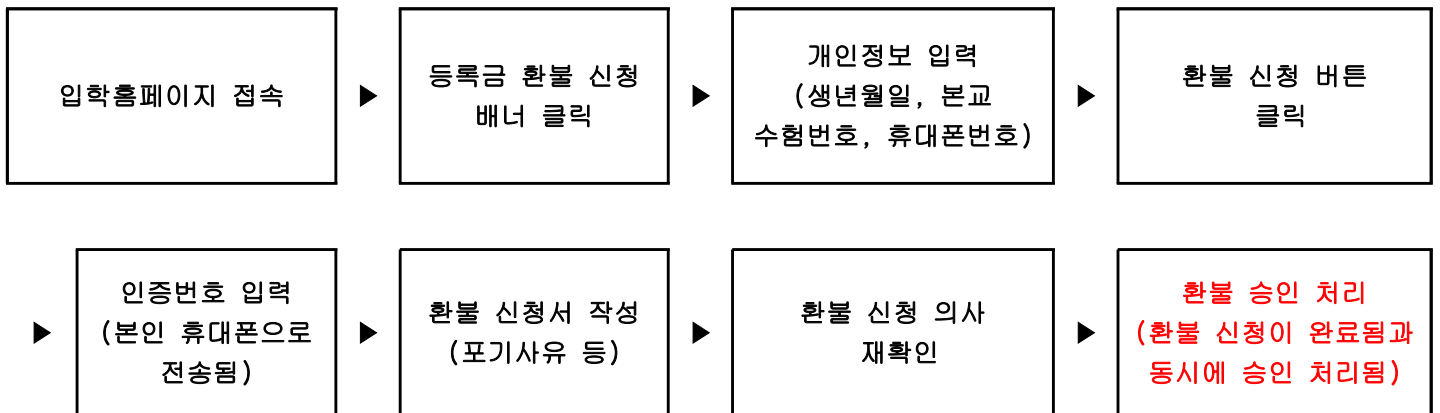 입학홈페이지 접속
▶
등록금 환불 신청
배너 클릭
▶
개인정보 입력
(생년월일, 본교
수험번호, 휴대폰번호)
▶
환불 신청 버튼
클릭
▶
인증번호 입력
(본인 휴대폰으로
전송됨)
▶
환불 신청서 작성
(포기사유 등)
▶
환불 신청 의사
재확인
▶
환불 승인 처리
(환불 신청이 완료됨과
동시에 승인 처리됨)